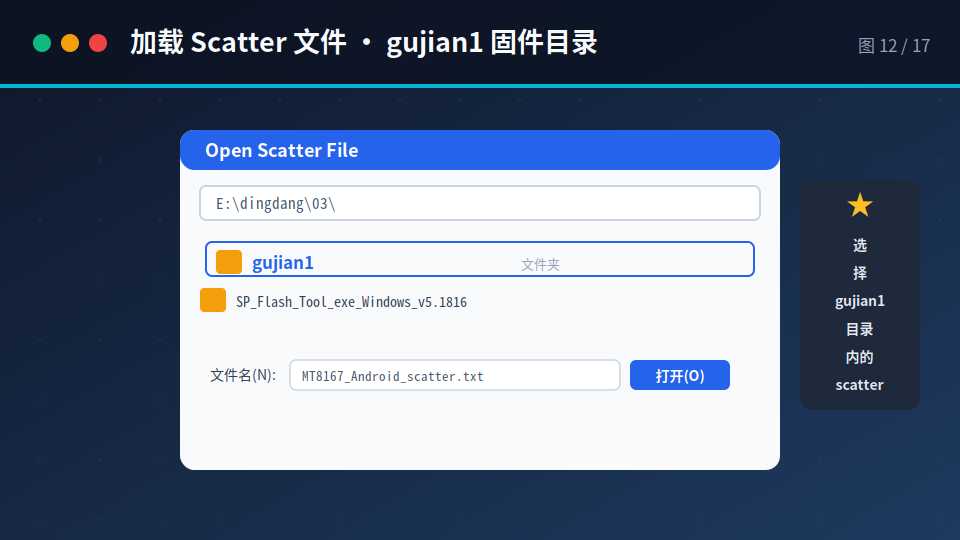 加载 Scatter 文件 · gujian1 固件目录
图 12 / 17
Open Scatter File
E:\dingdang\03\
gujian1
文件夹
SP_Flash_Tool_exe_Windows_v5.1816
文件名(N):
MT8167_Android_scatter.txt
打开(O)
选
择
gujian1
目录
内的
scatter